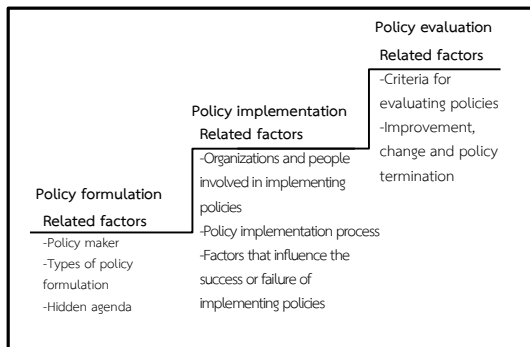 Policy formulation
Related factors
-Policy maker
-Types of policy
formulation
-Hidden agenda
Policy implementation
Related factors
-Organizations and people
involved in implementing
policies
-Policy implementation process
-Factors that influence the
success or failure of
implementing policies
Policy evaluation
Related factors
-Criteria for
evaluating policies
-Improvement,
change and policy
termination